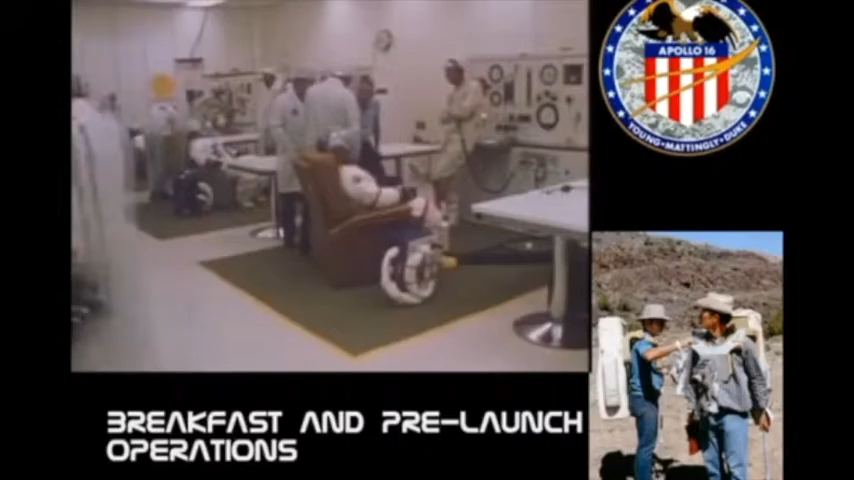 APOLLO 16
YOUNG • MATTINGLY • DUKE
BREAKFAST AND PRE-LAUNCH
OPERATIONS